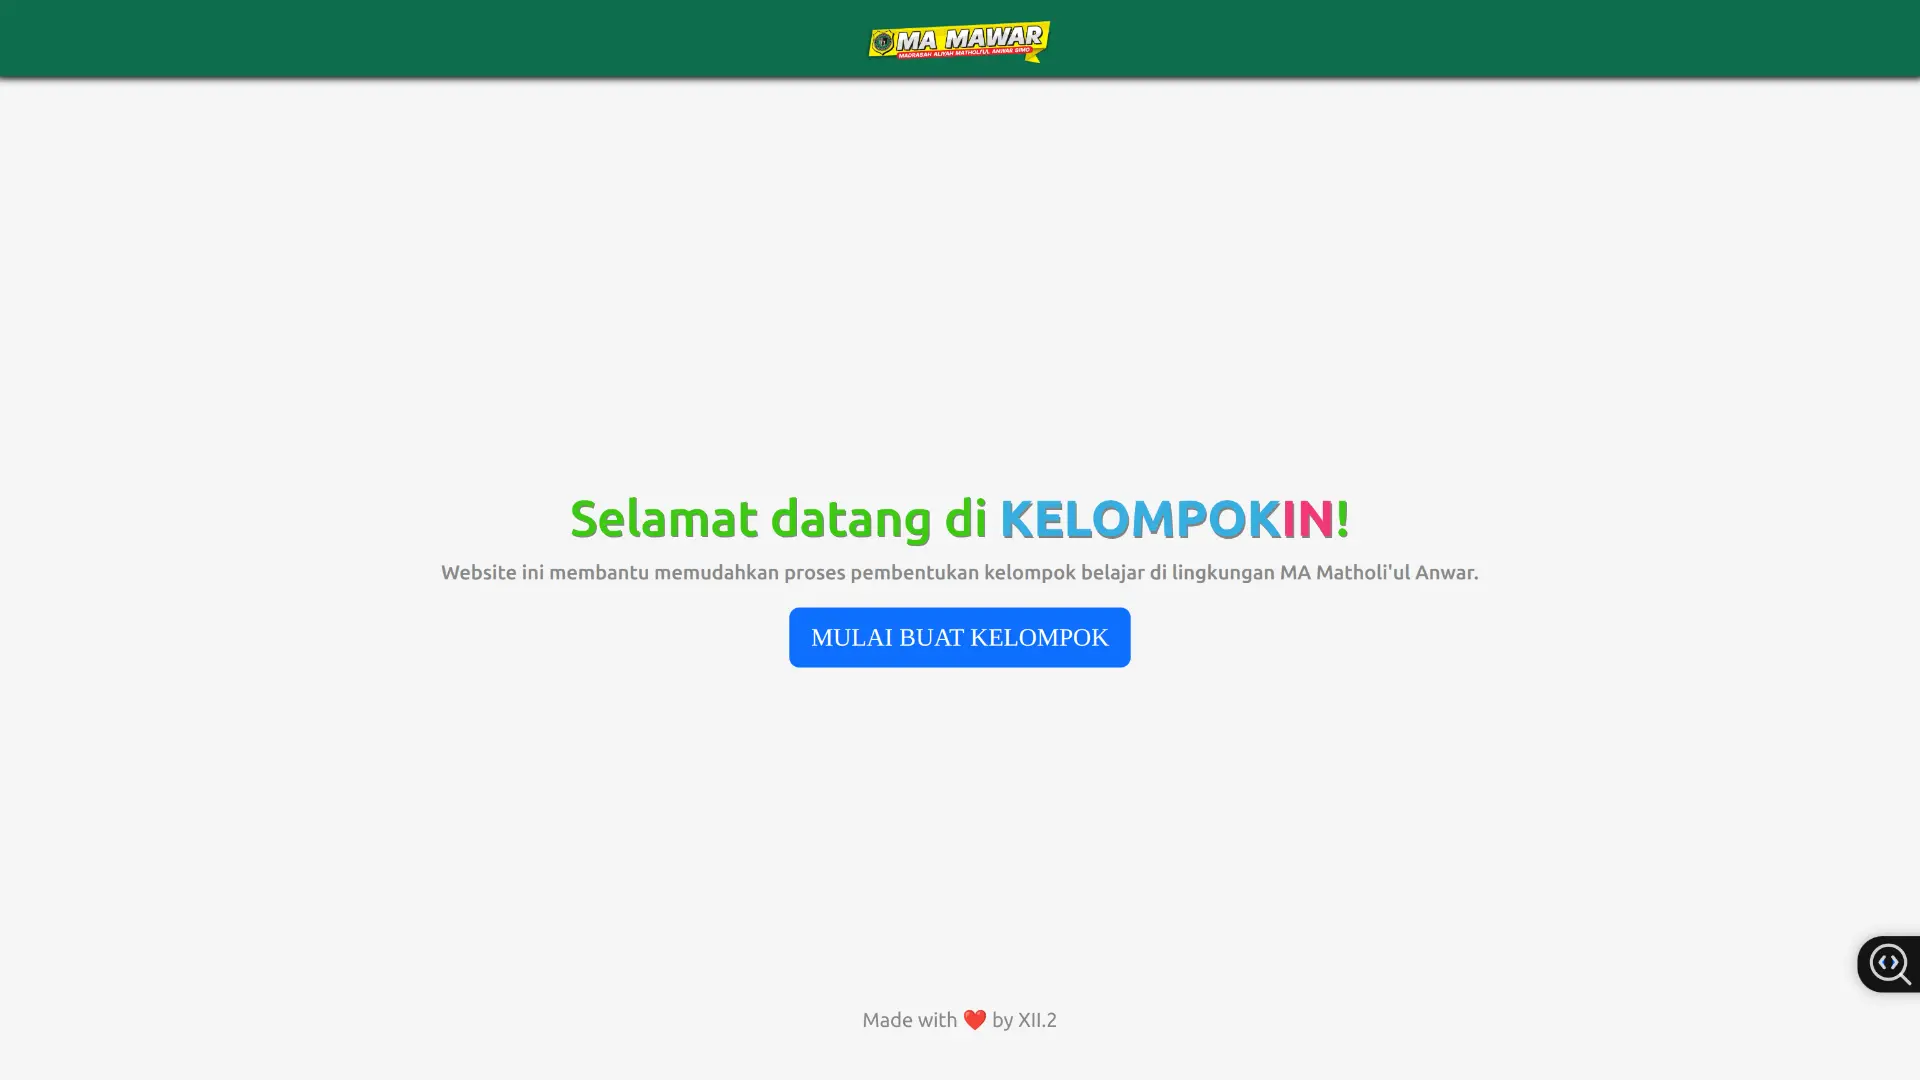 MA MAWAR
MADRASAH ALIYAH MATHOLI'UL ANWAR SIMO
Selamat datang di KELOMPOKIN!
Website ini membantu memudahkan proses pembentukan kelompok belajar di lingkungan MA Matholi'ul Anwar.
MULAI BUAT KELOMPOK
Made with ❤️ by XII.2